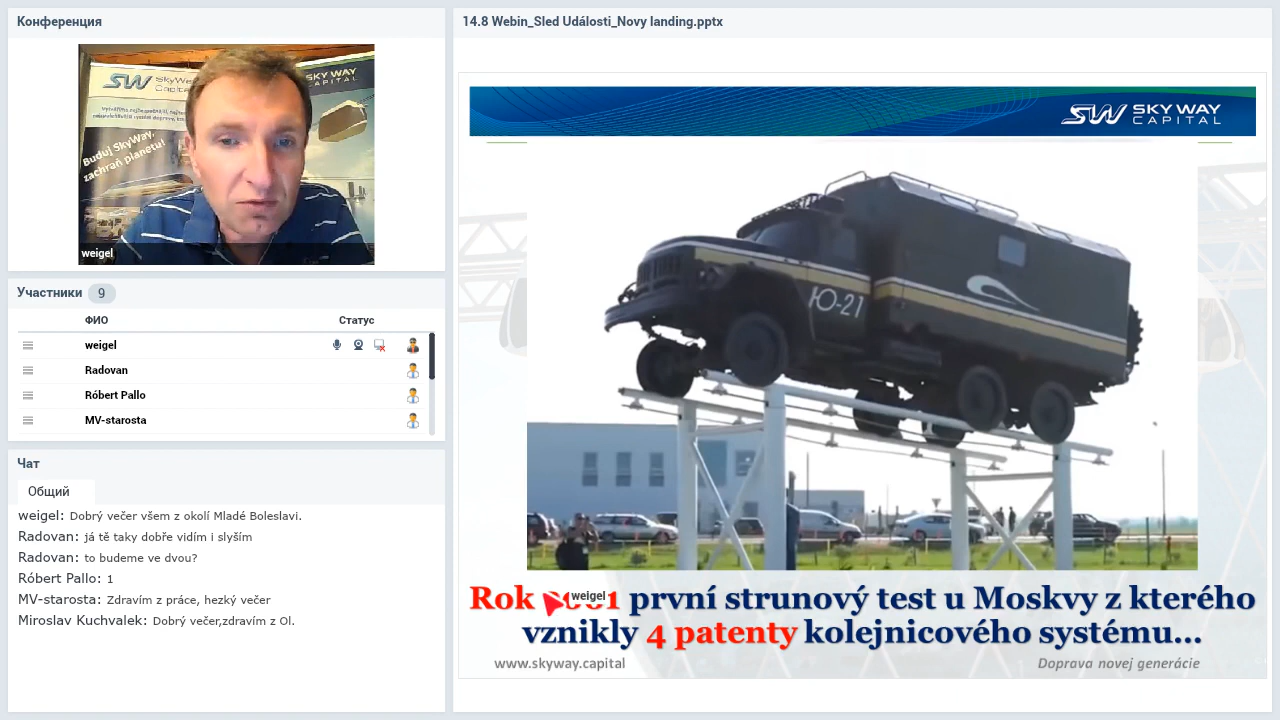 Конференция
SW SkyWay
Capital
SKY WAY
CAPITAL
Buduj SkyWay,
zachraň planetu!
weigel
Участники 9
ФИО Статус
weigel
Radovan
Róbert Pallo
MV-starosta
Чат
Общий
weigel: Dobrý večer všem z okolí Mladé Boleslavi.
Radovan: já tě taky dobře vidím i slyším
Radovan: to budeme ve dvou?
Róbert Pallo: 1
MV-starosta: Zdravím z práce, hezký večer
Miroslav Kuchvalek: Dobrý večer,zdravím z Ol.
14.8 Webin_Sled Události_Novy landing.pptx
SW SKY WAY
CAPITAL
Ю-21
weigel
Rok první strunový test u Moskvy z kterého
vznikly 4 patenty kolejnicového systému...
www.skyway.capital
Doprava novej generácie